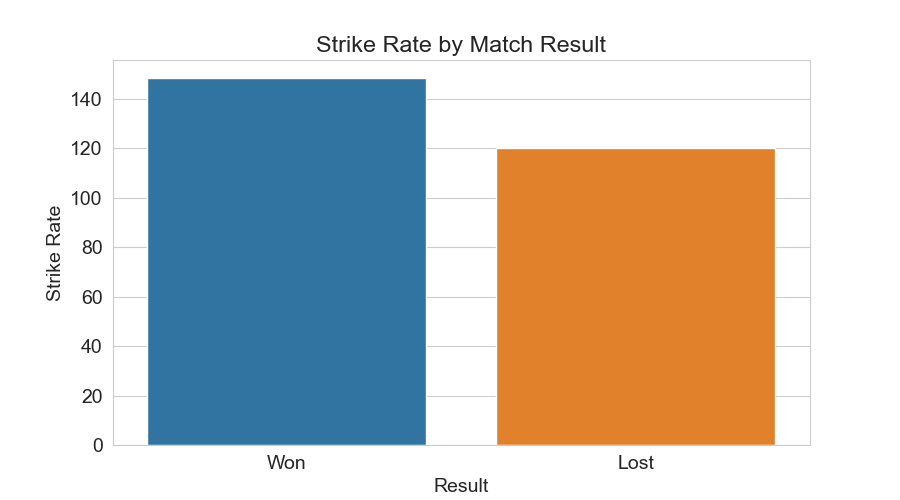 Strike Rate by Match Result
Strike Rate
140
120
100
80
60
40
20
0
Won
Lost
Result